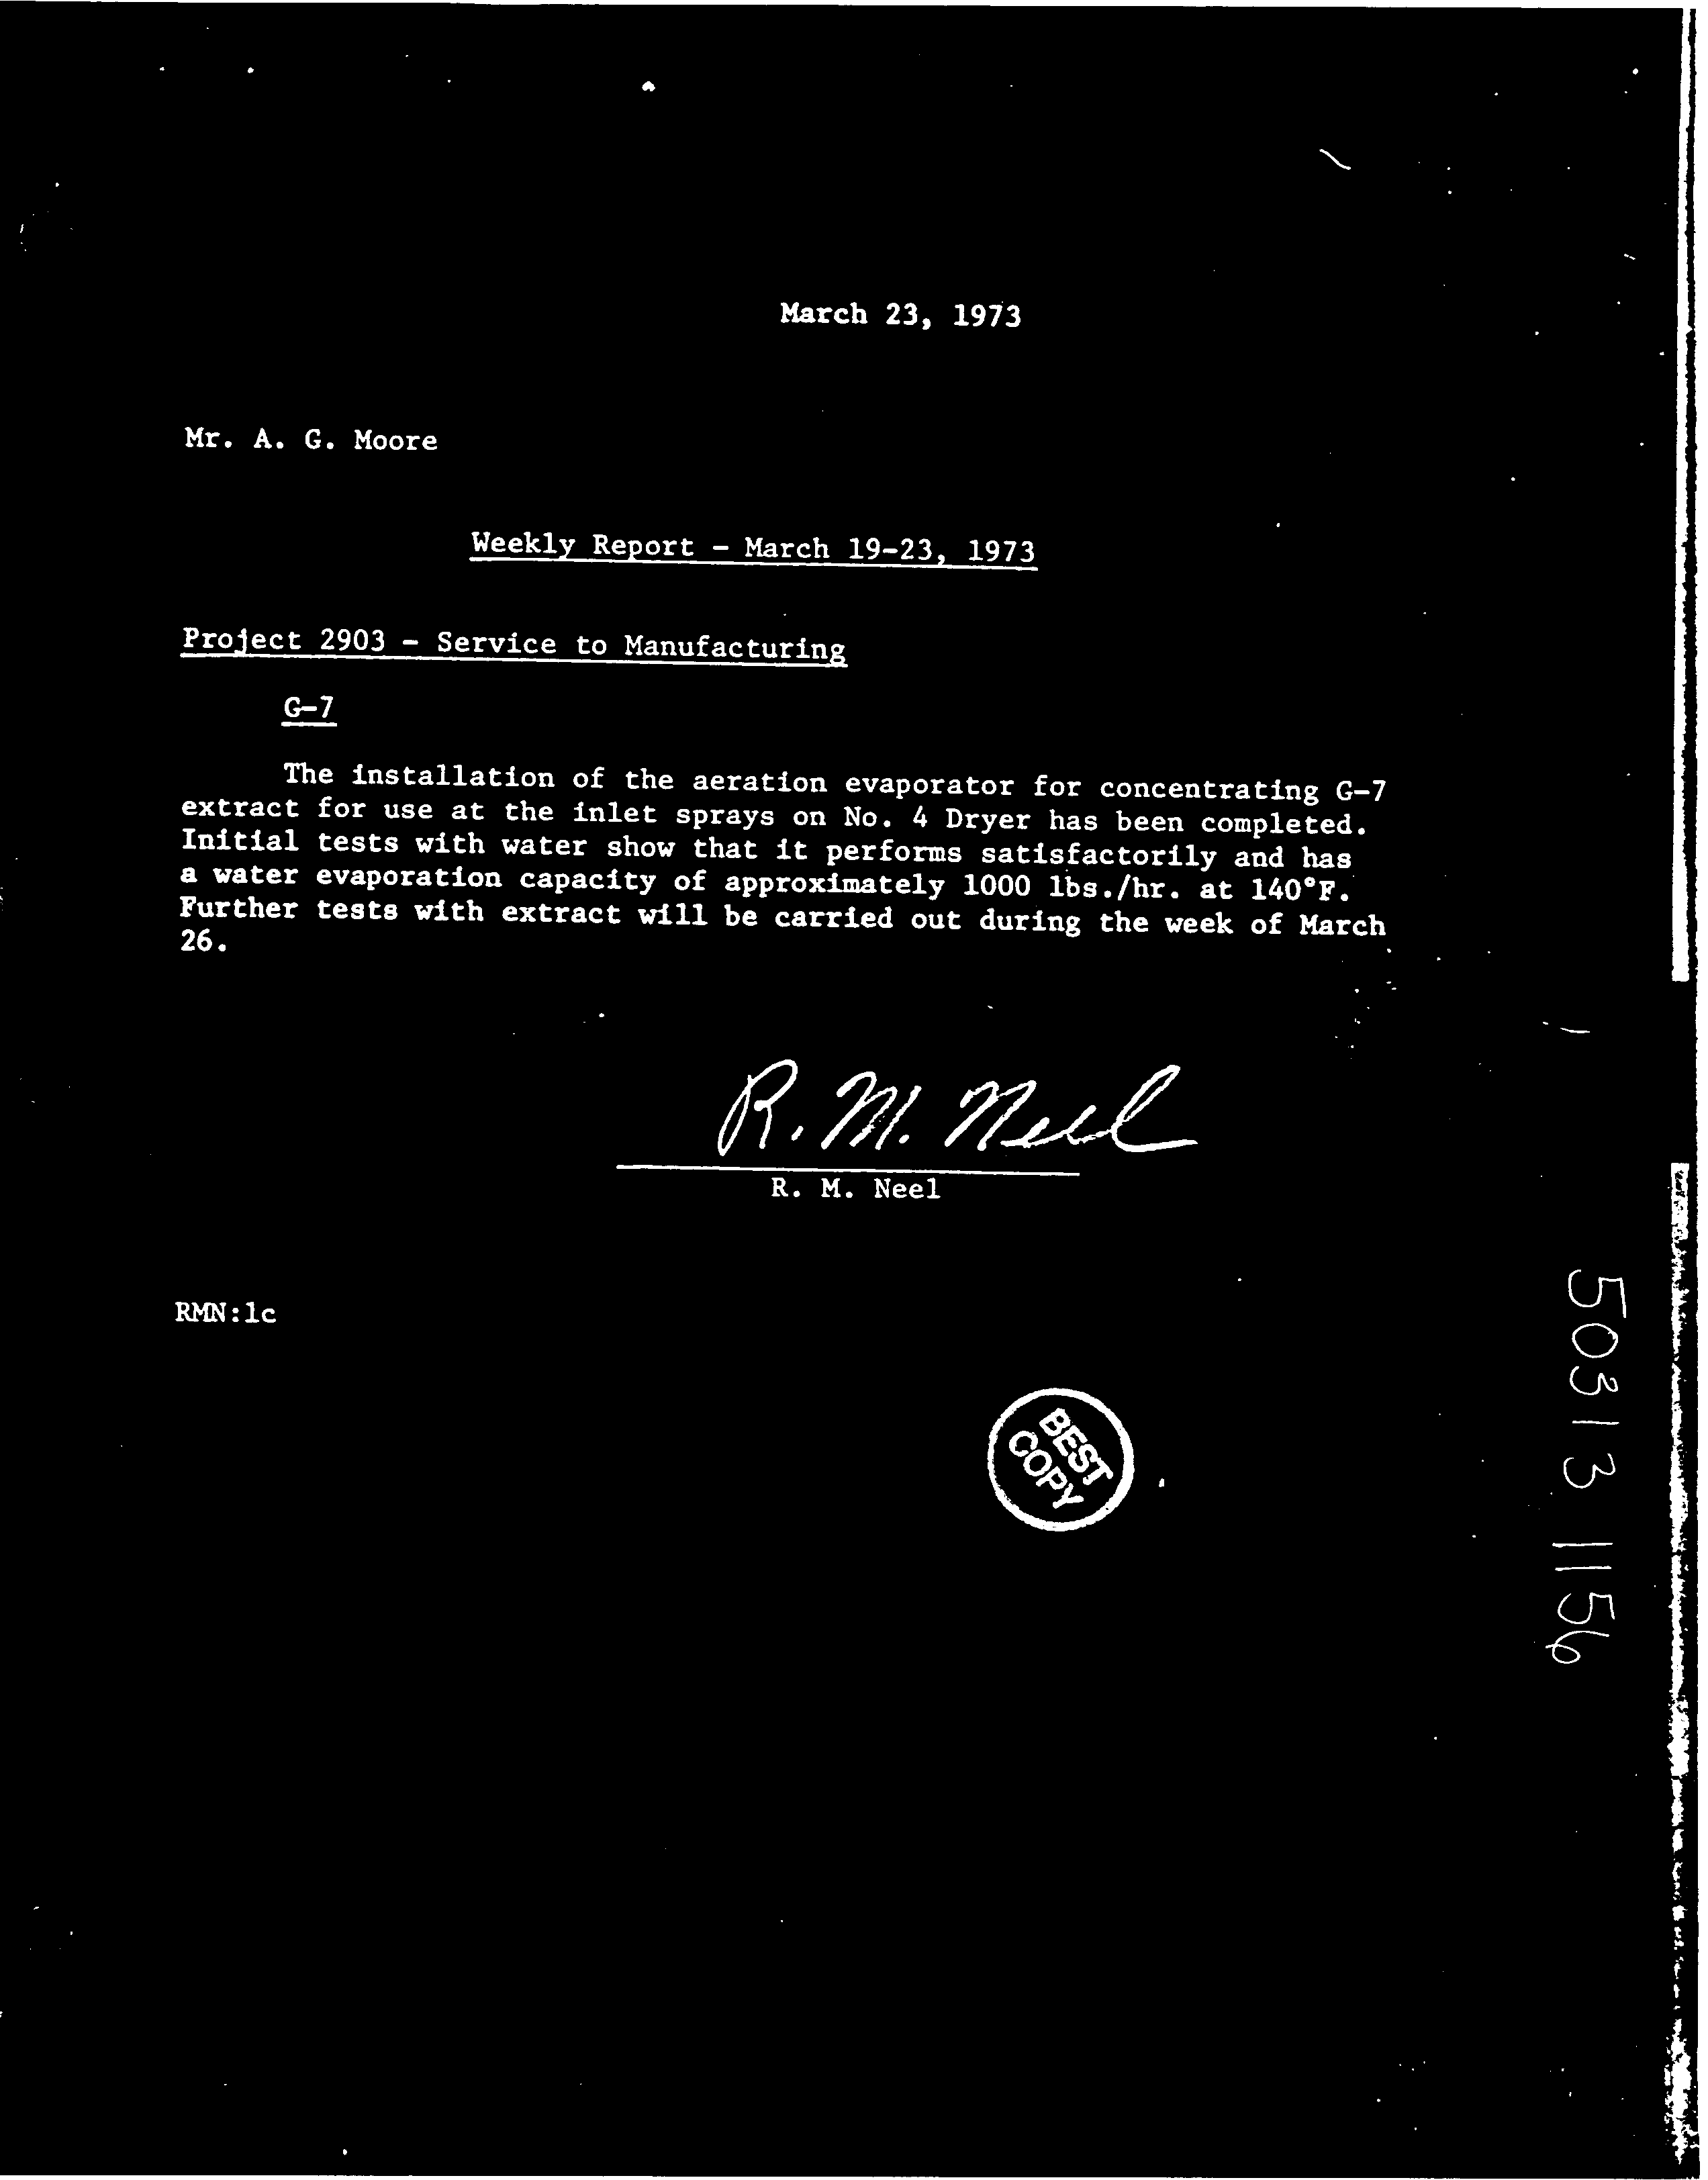 March 23, 1973
Mr. A. G. Moore
Weekly Report - March 19-23, 1973
Project 2903 - Service to Manufacturing
G-7
The installation of the aeration evaporator for concentrating G-7
extract for use at the inlet sprays on No. 4 Dryer has been completed.
Initial tests with water show that it performs satisfactorily and has
a water evaporation capacity of approximately 1000 lbs./hr. at 140°F.
Further tests with extract will be carried out during the week of March
26.
R. M. Neel
R. M. Neel
RMN:lc
BEST
COPY
50313 1156